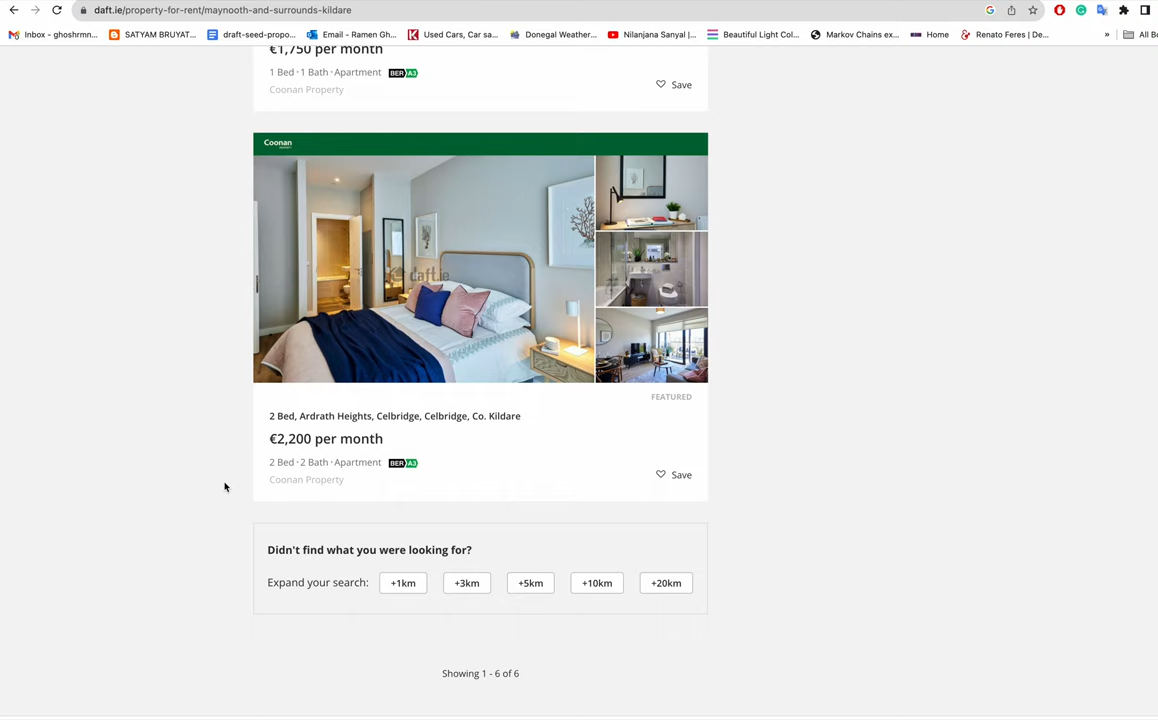 daft.ie/property-for-rent/maynooth-and-surrounds-kildare
Inbox - ghoshrmn... SATYAM BRUYAT... draft-seed-propo... Email - Ramen Gh... Used Cars, Car sa... Donegal Weather... Nilanjana Sanyal |... Beautiful Light Col... Markov Chains ex... Home Renato Feres | De... » All Bo
€1,750 per month
1 Bed · 1 Bath · Apartment BER A3
Coonan Property
Save
Coonan
PROPERTY
daft.ie
FEATURED
2 Bed, Ardrath Heights, Celbridge, Celbridge, Co. Kildare
€2,200 per month
2 Bed · 2 Bath · Apartment BER A3
Save
Coonan Property
Didn't find what you were looking for?
Expand your search: +1km +3km +5km +10km +20km
Showing 1 - 6 of 6